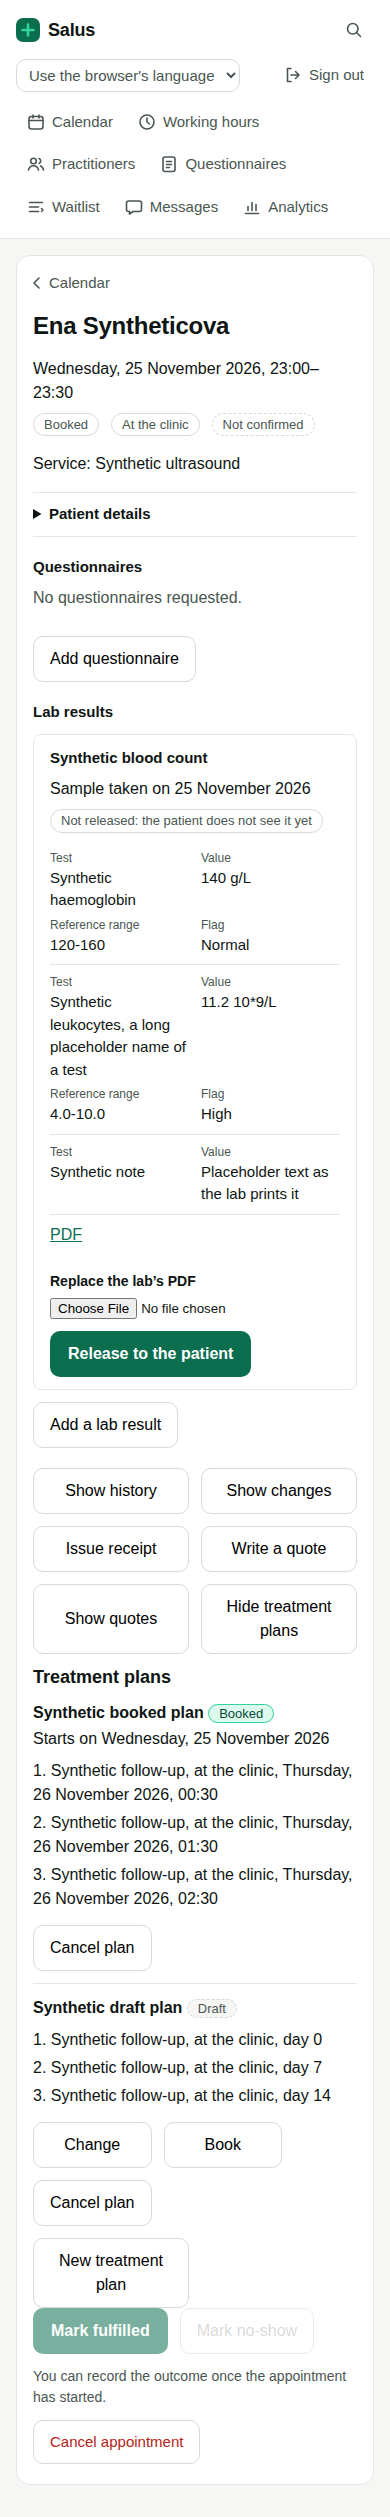 Salus
Use the browser's language
Sign out
Calendar
Working hours
Practitioners
Questionnaires
Waitlist
Messages
Analytics
Calendar
Ena Syntheticova
Wednesday, 25 November 2026, 23:00–
23:30
Booked
At the clinic
Not confirmed
Service: Synthetic ultrasound
Patient details
Questionnaires
No questionnaires requested.
Add questionnaire
Lab results
Synthetic blood count
Sample taken on 25 November 2026
Not released: the patient does not see it yet
Test
Value
Synthetic
haemoglobin
140 g/L
Reference range
Flag
120-160
Normal
Test
Value
Synthetic
leukocytes, a long
placeholder name of
a test
11.2 10*9/L
Reference range
Flag
4.0-10.0
High
Test
Value
Synthetic note
Placeholder text as
the lab prints it
PDF
Replace the lab’s PDF
Choose File No file chosen
Release to the patient
Add a lab result
Show history
Show changes
Issue receipt
Write a quote
Show quotes
Hide treatment
plans
Treatment plans
Synthetic booked plan Booked
Starts on Wednesday, 25 November 2026
1. Synthetic follow-up, at the clinic, Thursday,
26 November 2026, 00:30
2. Synthetic follow-up, at the clinic, Thursday,
26 November 2026, 01:30
3. Synthetic follow-up, at the clinic, Thursday,
26 November 2026, 02:30
Cancel plan
Synthetic draft plan Draft
1. Synthetic follow-up, at the clinic, day 0
2. Synthetic follow-up, at the clinic, day 7
3. Synthetic follow-up, at the clinic, day 14
Change
Book
Cancel plan
New treatment
plan
Mark fulfilled
Mark no-show
You can record the outcome once the appointment
has started.
Cancel appointment